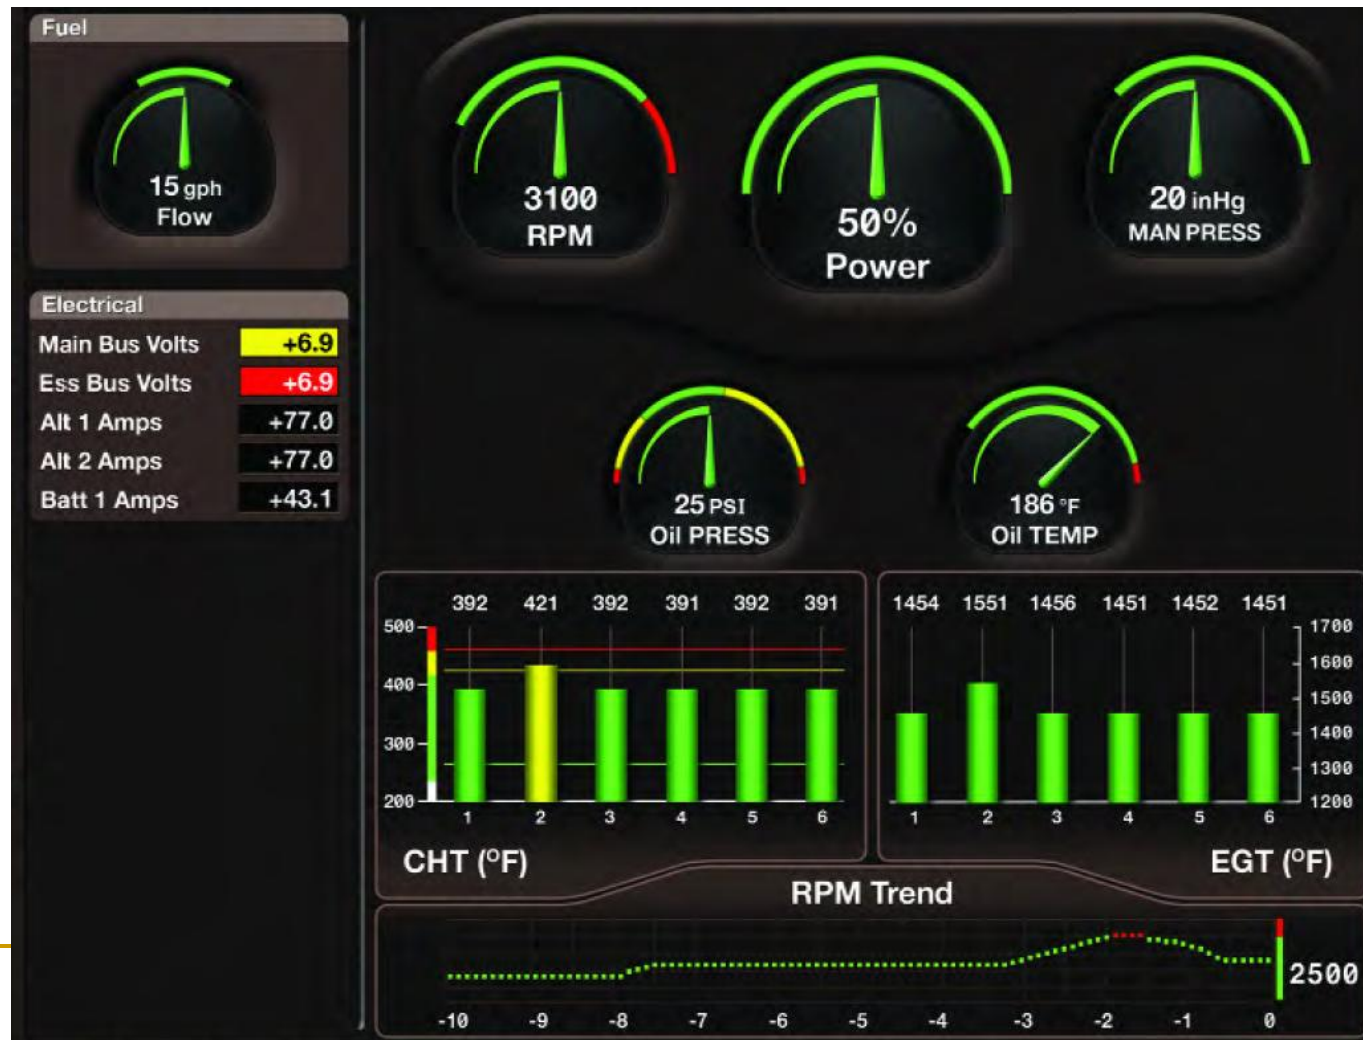 Fuel
15 gph
Flow
3100
RPM
50%
Power
20 inHg
MAN PRESS
Electrical
Main Bus Volts +6.9
Ess Bus Volts +6.9
Alt 1 Amps +77.0
Alt 2 Amps +77.0
Batt 1 Amps +43.1
25 PSI
Oil PRESS
186 °F
Oil TEMP
392 421 392 391 392 391
500
400
300
200
1 2 3 4 5 6
CHT (°F)
1454 1551 1456 1451 1452 1451
1700
1600
1500
1400
1300
1200
1 2 3 4 5 6
EGT (°F)
RPM Trend
2500
-10 -9 -8 -7 -6 -5 -4 -3 -2 -1 0